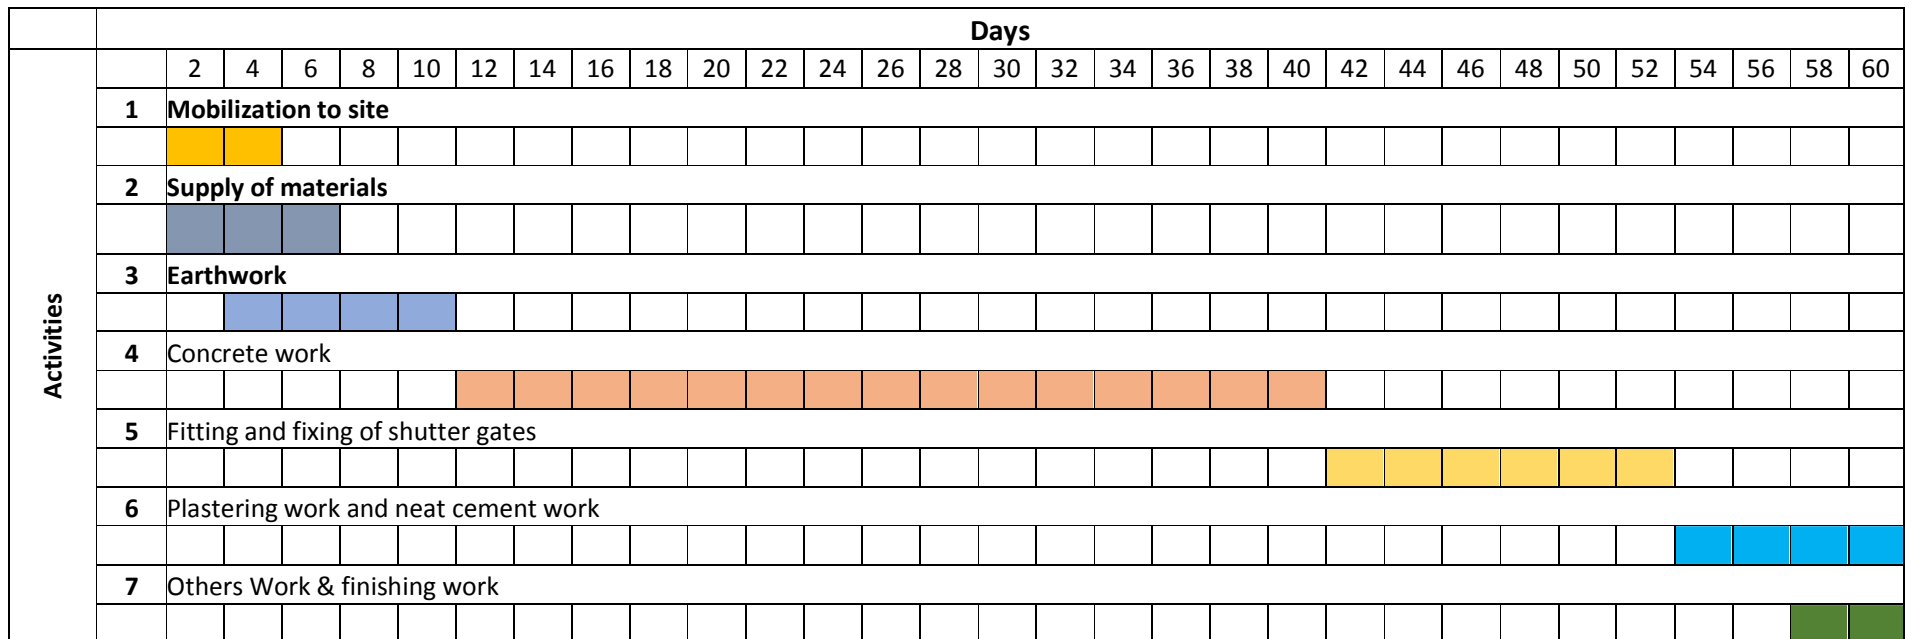 Days
2 4 6 8 10 12 14 16 18 20 22 24 26 28 30 32 34 36 38 40 42 44 46 48 50 52 54 56 58 60
Activities
1 Mobilization to site
2 Supply of materials
3 Earthwork
4 Concrete work
5 Fitting and fixing of shutter gates
6 Plastering work and neat cement work
7 Others Work & finishing work